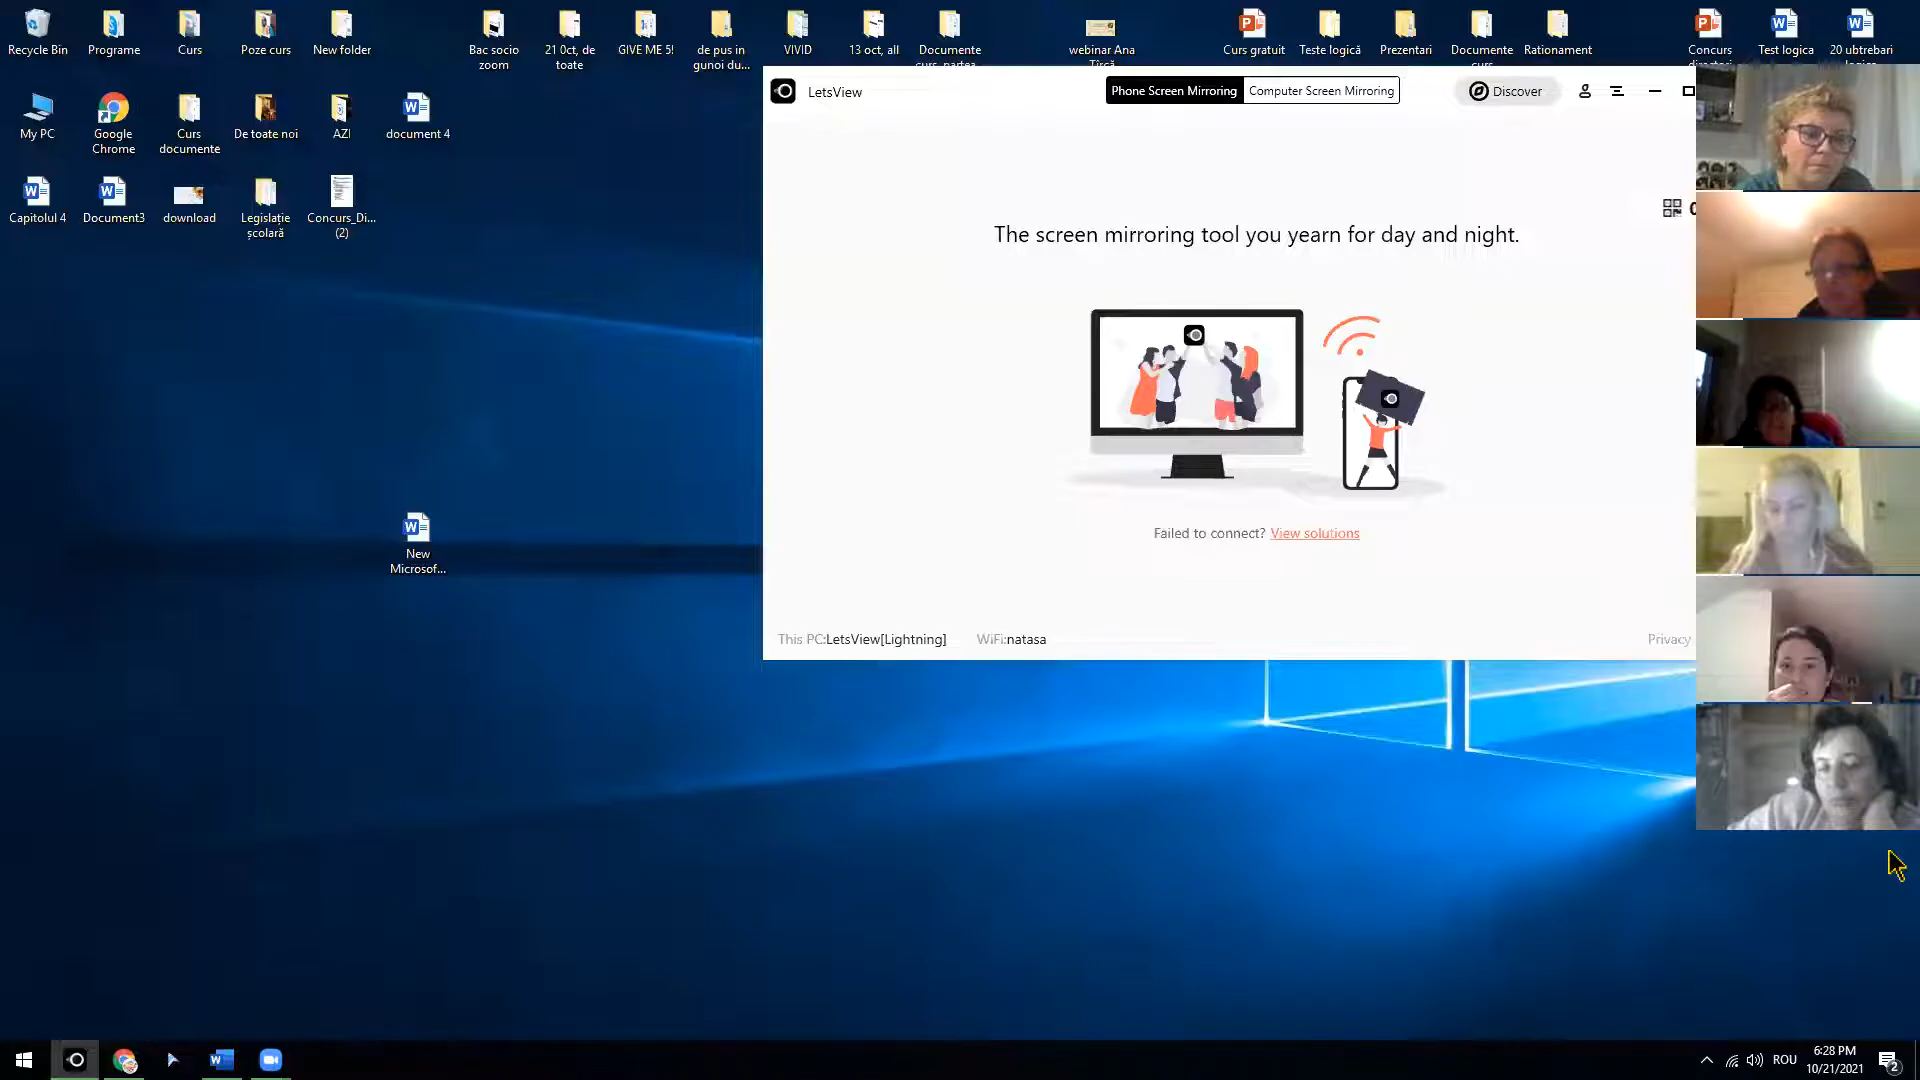 Recycle Bin
Programe
Curs
Poze curs
New folder
Bac socio
zoom
21 Oct, de
toate
GIVE ME 5!
de pus in
gunoi du...
VIVID
13 oct, all
Documente
webinar Ana
Tîrcă
Curs gratuit
Teste logică
Prezentari
Documente
curs
Rationament
Concurs
directori
Test logica
20 ubtrebari
My PC
Google
Chrome
Curs
documente
De toate noi
AZI
document 4
Capitolul 4
Document3
download
Legislație
școlară
Concurs_Di...
(2)
New
Microsof...
LetsView
Phone Screen Mirroring
Computer Screen Mirroring
Discover
The screen mirroring tool you yearn for day and night.
Failed to connect? View solutions
This PC:LetsView[Lightning]
WiFi:natasa
Privacy
ROU
6:28 PM
10/21/2021
2